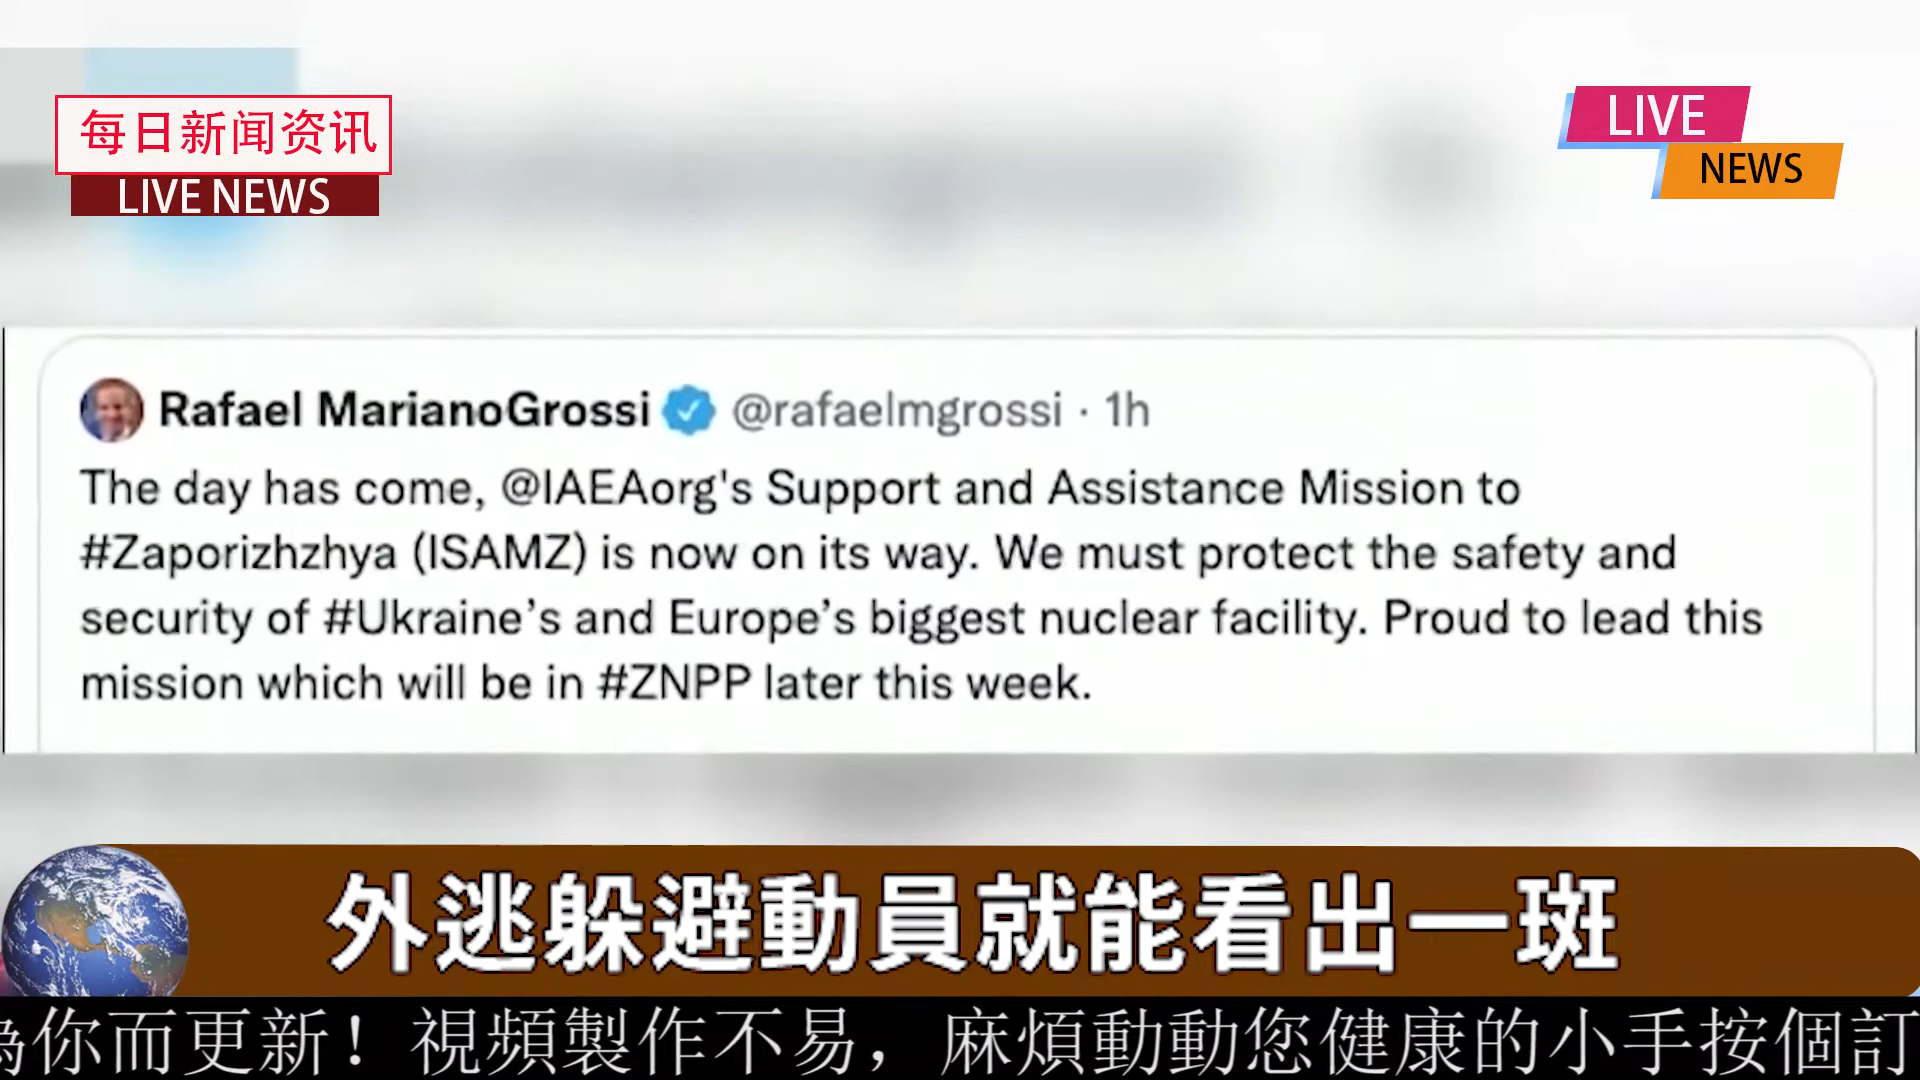 每日新闻资讯
LIVE NEWS
LIVE
NEWS
Rafael MarianoGrossi @rafaelmgrossi · 1h
The day has come, @IAEAorg's Support and Assistance Mission to
#Zaporizhzhya (ISAMZ) is now on its way. We must protect the safety and
security of #Ukraine’s and Europe’s biggest nuclear facility. Proud to lead this
mission which will be in #ZNPP later this week.
外逃躲避動員就能看出一斑
為你而更新！視頻製作不易，麻煩動動您健康的小手按個訂